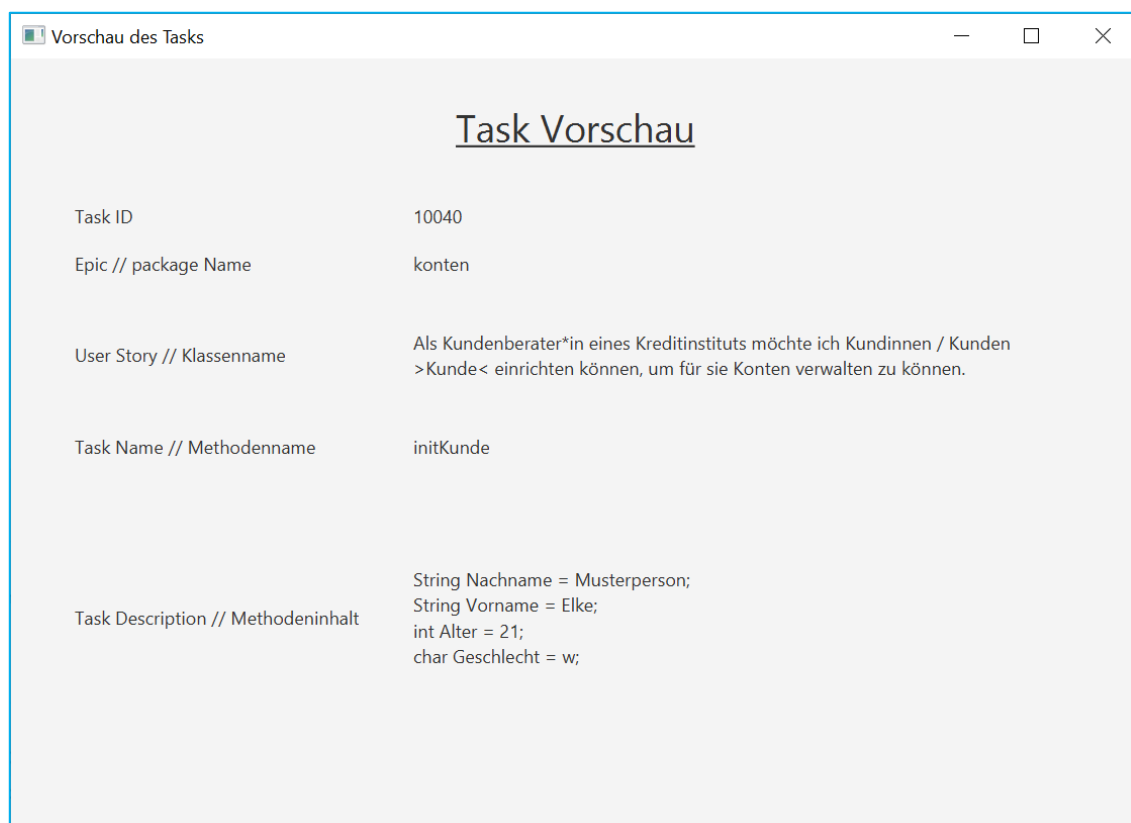 Vorschau des Tasks
Task Vorschau
Task ID
10040
Epic // package Name
konten
User Story // Klassenname
Als Kundenberater*in eines Kreditinstituts möchte ich Kundinnen / Kunden
>Kunde< einrichten können, um für sie Konten verwalten zu können.
Task Name // Methodenname
initKunde
Task Description // Methodeninhalt
String Nachname = Musterperson;
String Vorname = Elke;
int Alter = 21;
char Geschlecht = w;